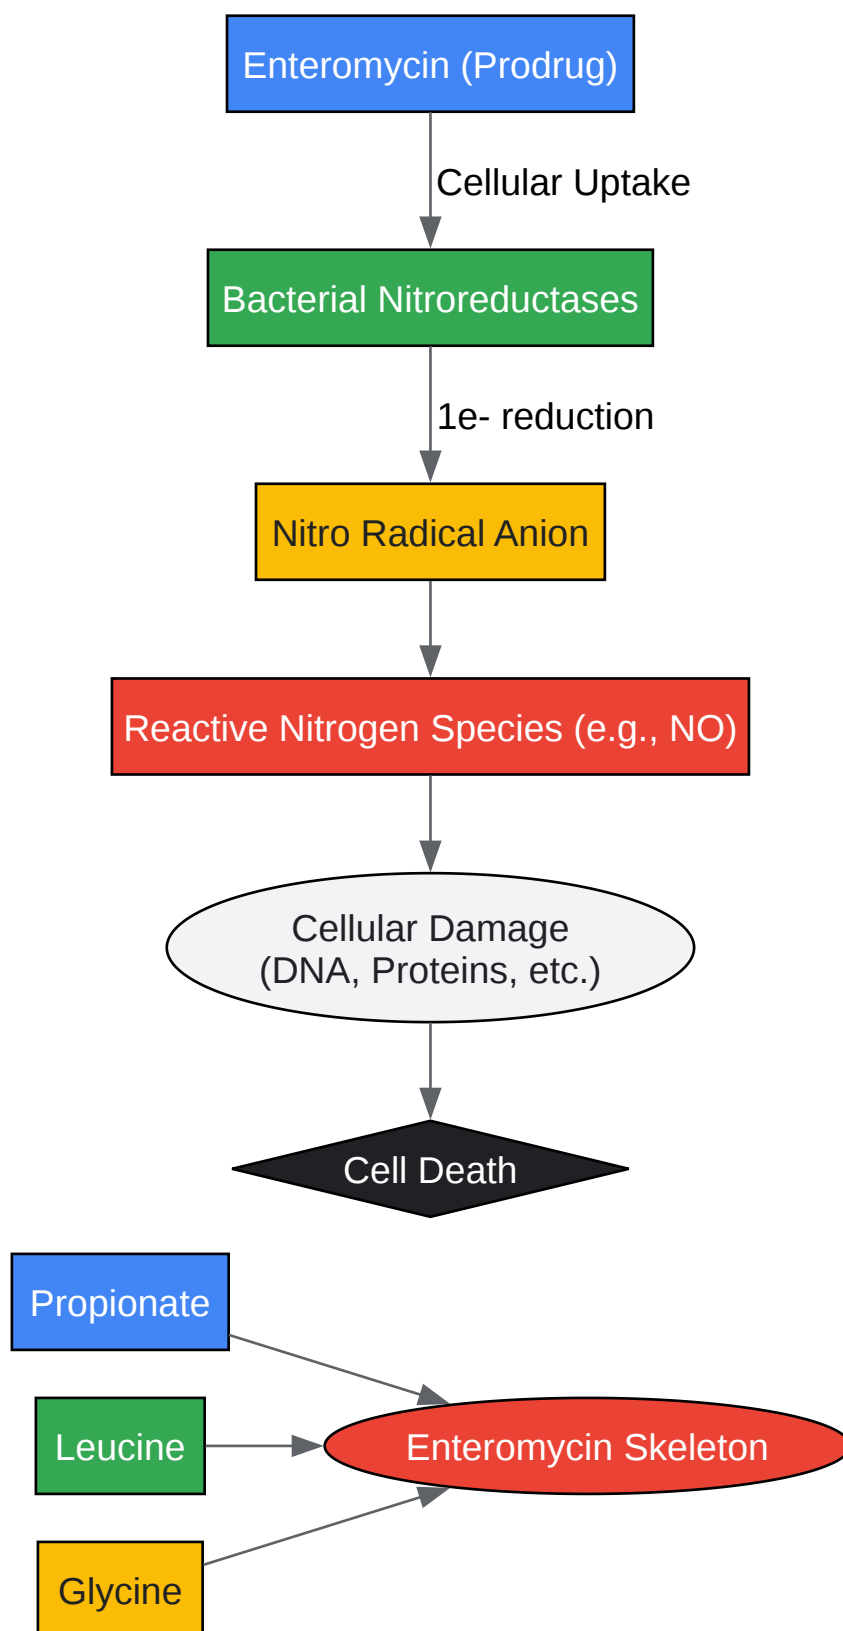 Enteromycin (Prodrug)
Cellular Uptake
Bacterial Nitroreductases
1e- reduction
Nitro Radical Anion
Reactive Nitrogen Species (e.g., NO)
Cellular Damage
(DNA, Proteins, etc.)
Cell Death
Propionate
Leucine
Enteromycin Skeleton
Glycine